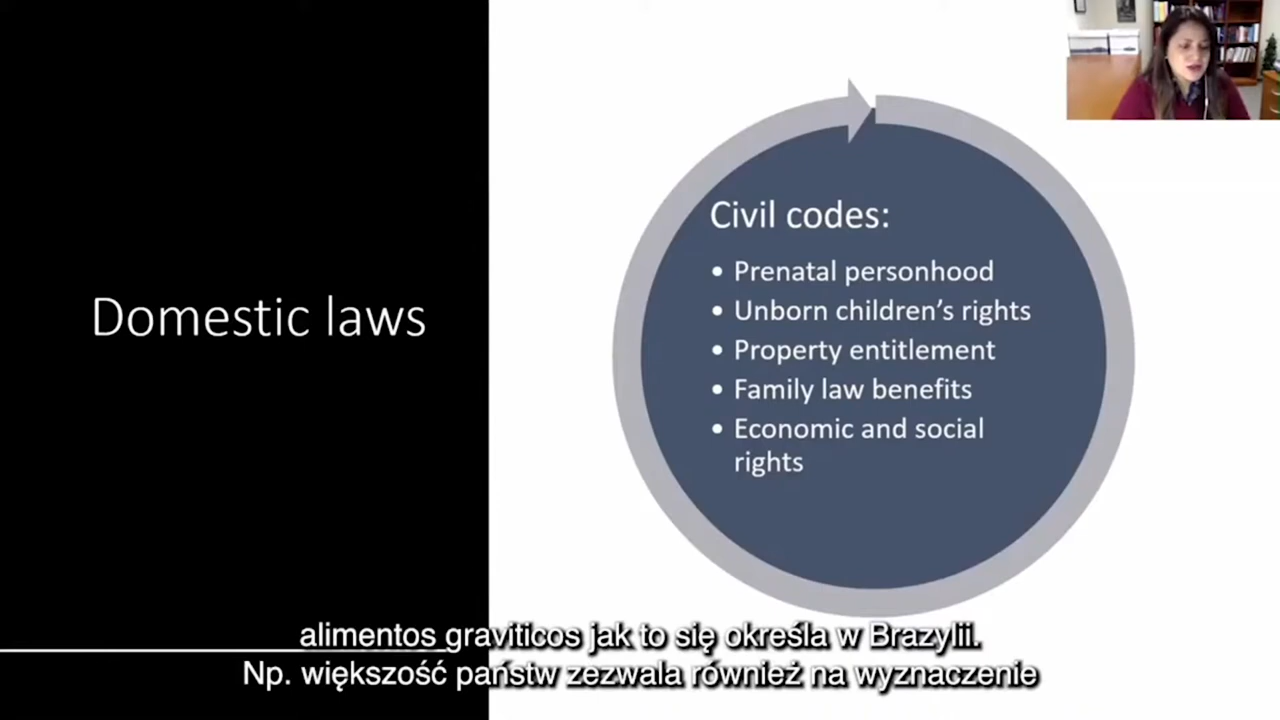 Domestic laws
Civil codes:
• Prenatal personhood
• Unborn children's rights
• Property entitlement
• Family law benefits
• Economic and social
rights
alimentos graviticos jak to się określa w Brazylii.
Np. większość państw zezwala również na wyznaczenie